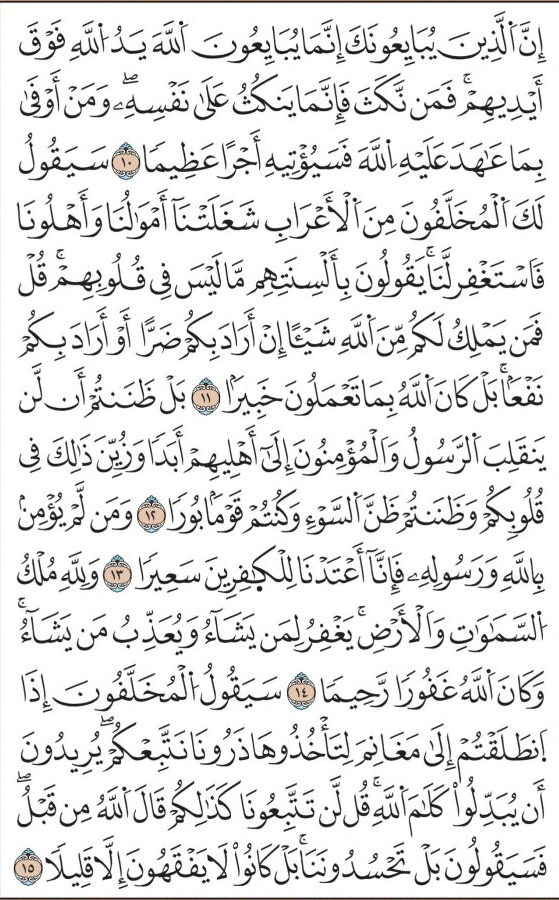 إِنَّ ٱلَّذِينَ يُبَايِعُونَكَ إِنَّمَا يُبَايِعُونَ ٱللَّهَ يَدُ ٱللَّهِ فَوۡقَ
أَيۡدِيهِمۡۚ فَمَن نَّكَثَ فَإِنَّمَا يَنكُثُ عَلَىٰ نَفۡسِهِۦۖ وَمَنۡ أَوۡفَىٰ
بِمَا عَٰهَدَ عَلَيۡهِ ٱللَّهَ فَسَيُؤۡتِيهِ أَجۡرًا عَظِيمٗا ١٠ سَيَقُولُ
لَكَ ٱلۡمُخَلَّفُونَ مِنَ ٱلۡأَعۡرَابِ شَغَلَتۡنَآ أَمۡوَٰلُنَا وَأَهۡلُونَا
فَٱسۡتَغۡفِرۡ لَنَاۚ يَقُولُونَ بِأَلۡسِنَتِهِم مَّا لَيۡسَ فِي قُلُوبِهِمۡۚ قُلۡ
فَمَن يَمۡلِكُ لَكُم مِّنَ ٱللَّهِ شَيۡـًٔا إِنۡ أَرَادَ بِكُمۡ ضَرًّا أَوۡ أَرَادَ بِكُمۡ
نَفۡعَۢاۚ بَلۡ كَانَ ٱللَّهُ بِمَا تَعۡمَلُونَ خَبِيرَۢا ١١ بَلۡ ظَنَنتُمۡ أَن لَّن
يَنقَلِبَ ٱلرَّسُولُ وَٱلۡمُؤۡمِنُونَ إِلَىٰٓ أَهۡلِيهِمۡ أَبَدٗا وَزُيِّنَ ذَٰلِكَ فِي
قُلُوبِكُمۡ وَظَنَنتُمۡ ظَنَّ ٱلسَّوۡءِ وَكُنتُمۡ قَوۡمَۢا بُورٗا ١٢ وَمَن لَّمۡ يُؤۡمِنۢ
بِٱللَّهِ وَرَسُولِهِۦ فَإِنَّآ أَعۡتَدۡنَا لِلۡكَٰفِرِينَ سَعِيرٗا ١٣ وَلِلَّهِ مُلۡكُ
ٱلسَّمَٰوَٰتِ وَٱلۡأَرۡضِۚ يَغۡفِرُ لِمَن يَشَآءُ وَيُعَذِّبُ مَن يَشَآءُۚ
وَكَانَ ٱللَّهُ غَفُورٗا رَّحِيمٗا ١٤ سَيَقُولُ ٱلۡمُخَلَّفُونَ إِذَا
ٱنطَلَقۡتُمۡ إِلَىٰ مَغَانِمَ لِتَأۡخُذُوهَا ذَرُونَا نَتَّبِعۡكُمۡۖ يُرِيدُونَ
أَن يُبَدِّلُواْ كَلَٰمَ ٱللَّهِۚ قُل لَّن تَتَّبِعُونَا كَذَٰلِكُمۡ قَالَ ٱللَّهُ مِن قَبۡلُۖ
فَسَيَقُولُونَ بَلۡ تَحۡسُدُونَنَاۚ بَلۡ كَانُواْ لَا يَفۡقَهُونَ إِلَّا قَلِيلٗا ١٥